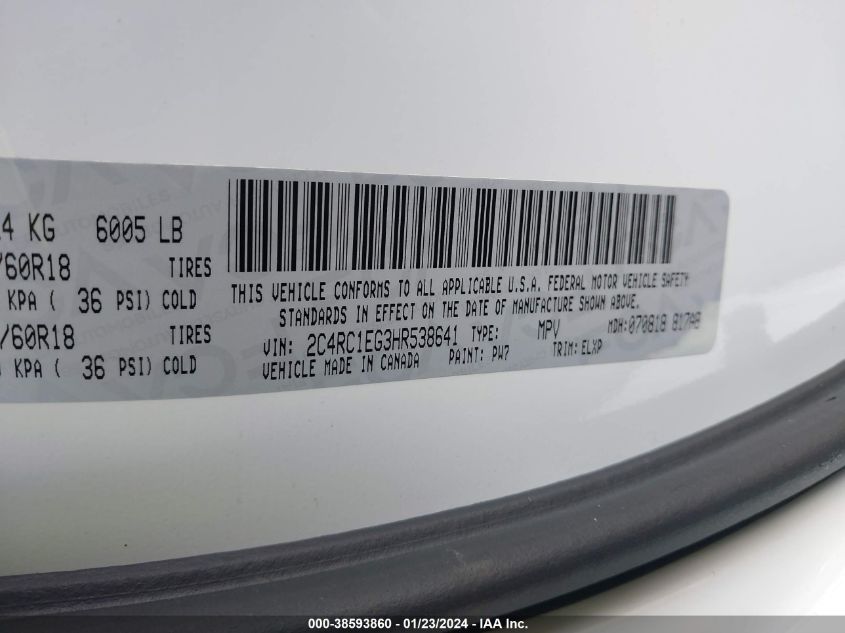 .4 KG 6005 LB
/60R18 TIRES
KPA ( 36 PSI) COLD
/60R18 TIRES
KPA ( 36 PSI) COLD
THIS VEHICLE CONFORMS TO ALL APPLICABLE U.S.A. FEDERAL MOTOR VEHICLE SAFETY
STANDARDS IN EFFECT ON THE DATE OF MANUFACTURE SHOWN ABOVE.
VIN: 2C4RC1EG3HR538641 TYPE: MPV MDH: 070818 817AB
VEHICLE MADE IN CANADA PAINT: PW7 TRIM: ELXP
000-38593860 - 01/23/2024 - IAA Inc.